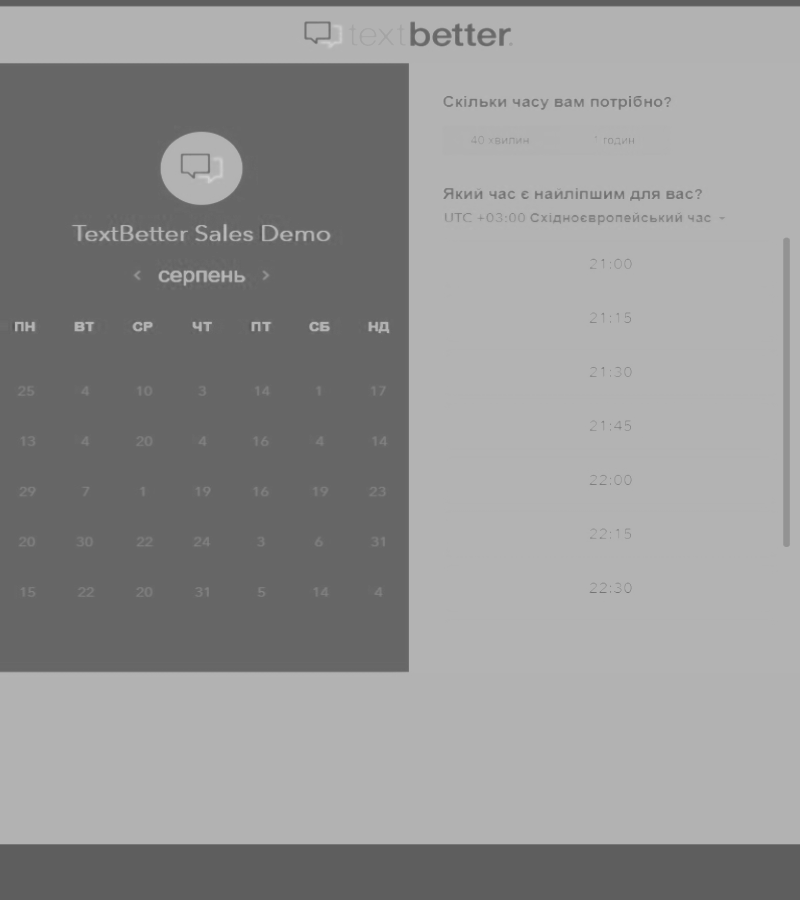 textbetter.
TextBetter Sales Demo
‹ серпень ›
ПН ВТ СР ЧТ ПТ СБ НД
25 4 10 3 14 1 17
13 4 20 4 16 4 14
29 7 1 19 16 19 23
20 30 22 24 3 6 31
15 22 20 31 5 14 4
Скільки часу вам потрібно?
40 хвилин 1 годин
Який час є найліпшим для вас?
UTC +03:00 Східноєвропейський час
21:00
21:15
21:30
21:45
22:00
22:15
22:30